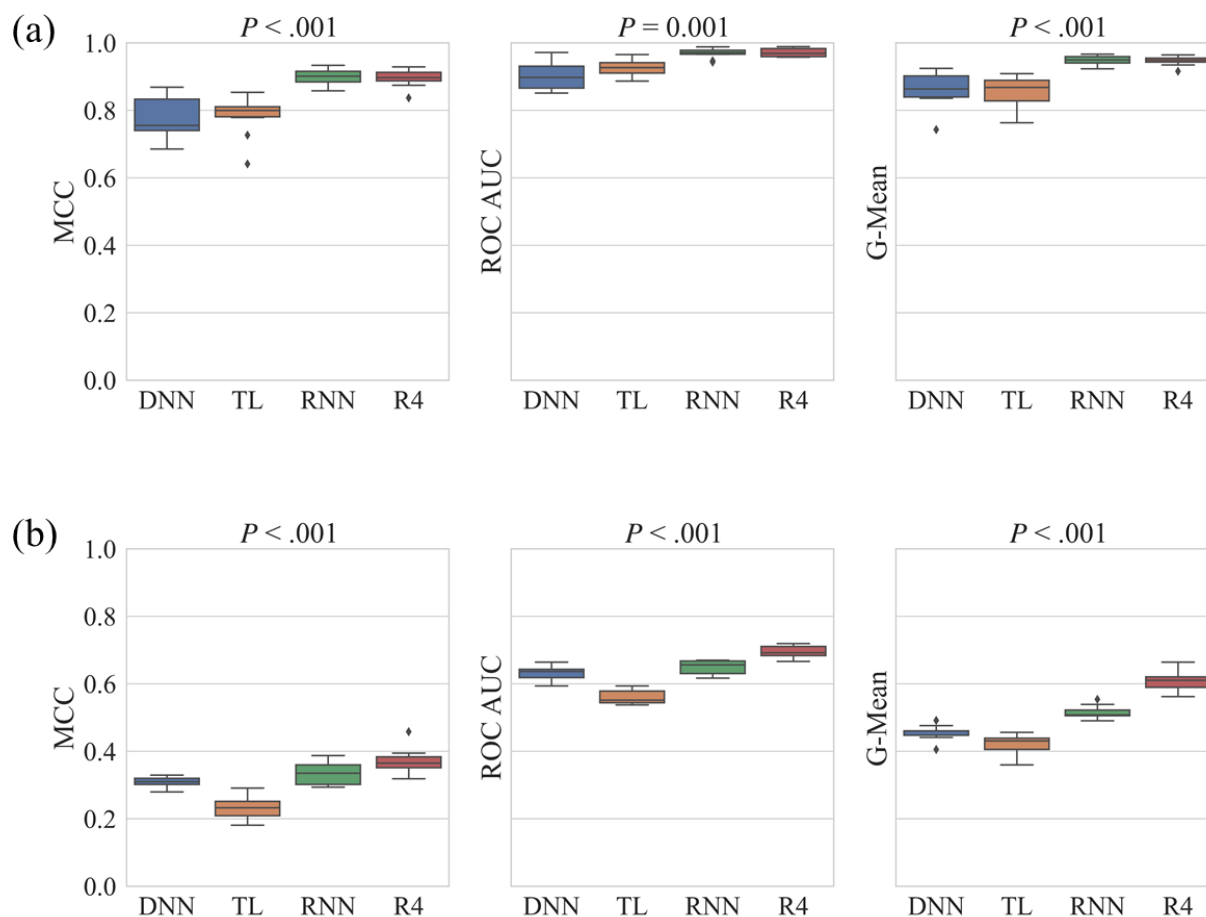 (a)
P < .001
P = 0.001
P < .001
1.0
0.8
0.6
0.4
0.2
0.0
MCC
ROC AUC
G-Mean
DNN TL RNN R4
DNN TL RNN R4
DNN TL RNN R4
(b)
P < .001
P < .001
P < .001
1.0
0.8
0.6
0.4
0.2
0.0
MCC
ROC AUC
G-Mean
DNN TL RNN R4
DNN TL RNN R4
DNN TL RNN R4